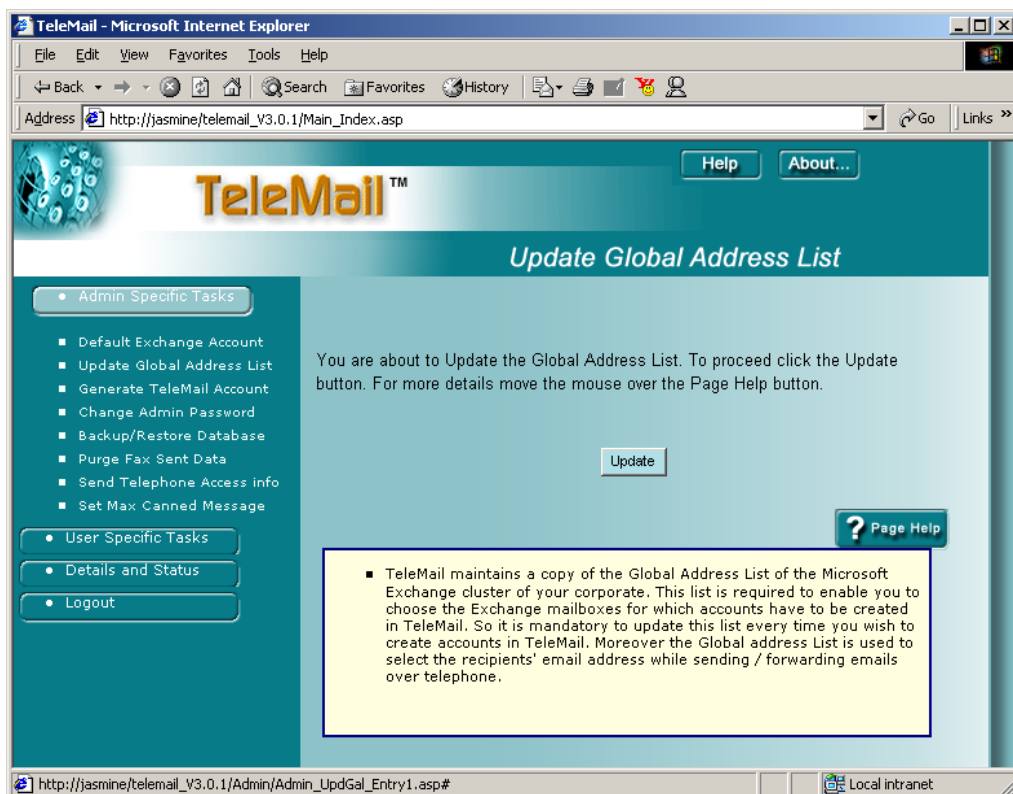 TeleMail - Microsoft Internet Explorer
File Edit View Favorites Tools Help
Back Search Favorites History
Address http://jasmine/telemail_V3.0.1/Main_Index.asp Go Links »
TeleMail™
Help About...
Update Global Address List
Admin Specific Tasks
Default Exchange Account
Update Global Address List
Generate TeleMail Account
Change Admin Password
Backup/Restore Database
Purge Fax Sent Data
Send Telephone Access info
Set Max Canned Message
User Specific Tasks
Details and Status
Logout
You are about to Update the Global Address List. To proceed click the Update
button. For more details move the mouse over the Page Help button.
Update
? Page Help
TeleMail maintains a copy of the Global Address List of the Microsoft
Exchange cluster of your corporate. This list is required to enable you to
choose the Exchange mailboxes for which accounts have to be created
in TeleMail. So it is mandatory to update this list every time you wish to
create accounts in TeleMail. Moreover the Global address List is used to
select the recipients' email address while sending / forwarding emails
over telephone.
http://jasmine/telemail_V3.0.1/Admin/Admin_UpdGal_Entry1.asp# Local intranet